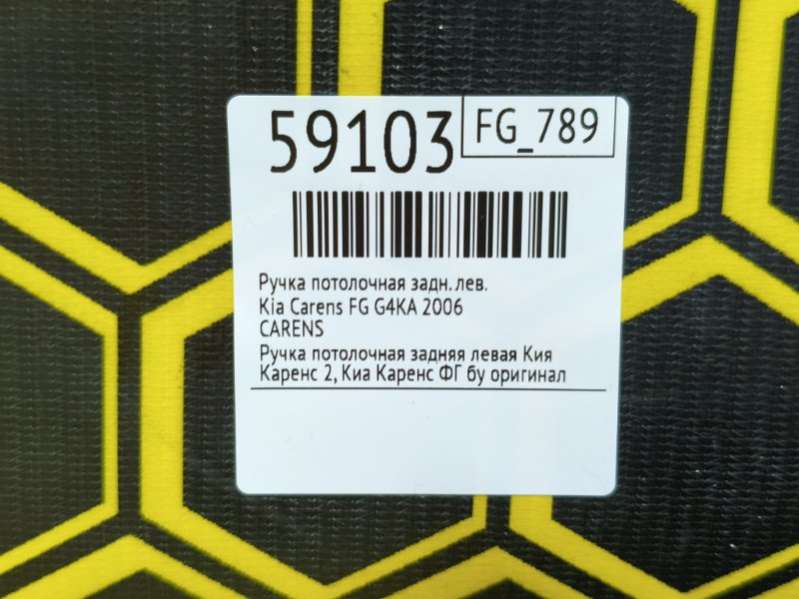 59103
FG_789
Ручка потолочная задн. лев.
Kia Carens FG G4KA 2006
CARENS
Ручка потолочная задняя левая Кия
Каренс 2, Киа Каренс ФГ бу оригинал